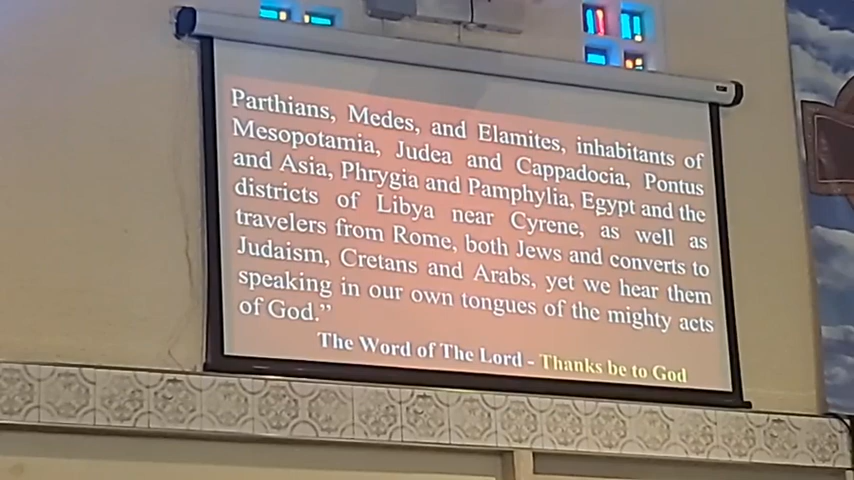 Parthians, Medes, and Elamites, inhabitants of
Mesopotamia, Judea and Cappadocia, Pontus
and Asia, Phrygia and Pamphylia, Egypt and the
districts of Libya near Cyrene, as well as
travelers from Rome, both Jews and converts to
Judaism, Cretans and Arabs, yet we hear them
speaking in our own tongues of the mighty acts
of God.”
The Word of The Lord - Thanks be to God